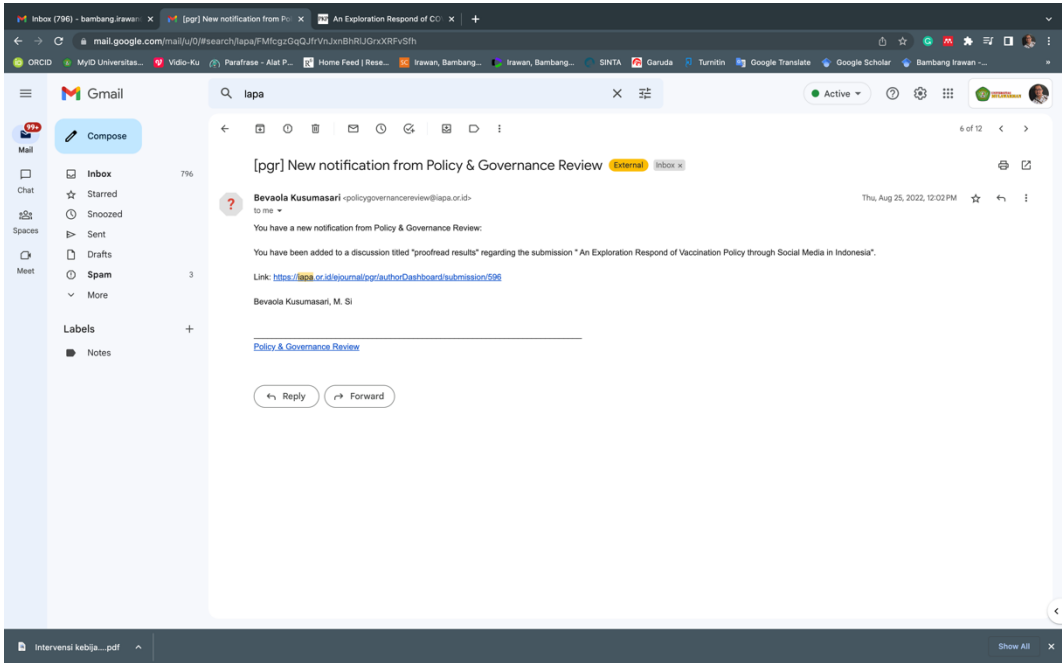 Inbox (796) - bambang.irawan
[pgr] New notification from Pol
An Exploration Respond of CO
mail.google.com/mail/u/0/#search/Iapa/FMfcgzGqQJfrVnJxnBhRlJGrxXRFvSfh
ORCID MyID Universitas... Vidio-Ku Parafrase - Alat P... Home Feed | Rese... Irawan, Bambang... Irawan, Bambang... SINTA Garuda Turnitin Google Translate Google Scholar Bambang Irawan -... »
Gmail
Iapa
Active
99+
Mail
Chat
Spaces
Meet
Compose
Inbox 796
Starred
Snoozed
Sent
Drafts
Spam 3
More
Labels +
Notes
6 of 12
[pgr] New notification from Policy & Governance Review External Inbox x
Bevaola Kusumasari <policygovernancereview@iapa.or.id> Thu, Aug 25, 2022, 12:02 PM
to me
You have a new notification from Policy & Governance Review:
You have been added to a discussion titled "proofread results" regarding the submission " An Exploration Respond of Vaccination Policy through Social Media in Indonesia".
Link: https://iapa.or.id/ejournal/pgr/authorDashboard/submission/596
Bevaola Kusumasari, M. Si
Policy & Governance Review
Reply Forward
Intervensi kebija....pdf
Show All